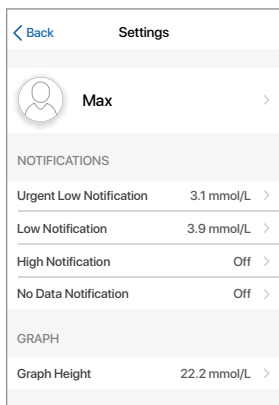 Back Settings
Max
NOTIFICATIONS
Urgent Low Notification 3.1 mmol/L
Low Notification 3.9 mmol/L
High Notification Off
No Data Notification Off
GRAPH
Graph Height 22.2 mmol/L